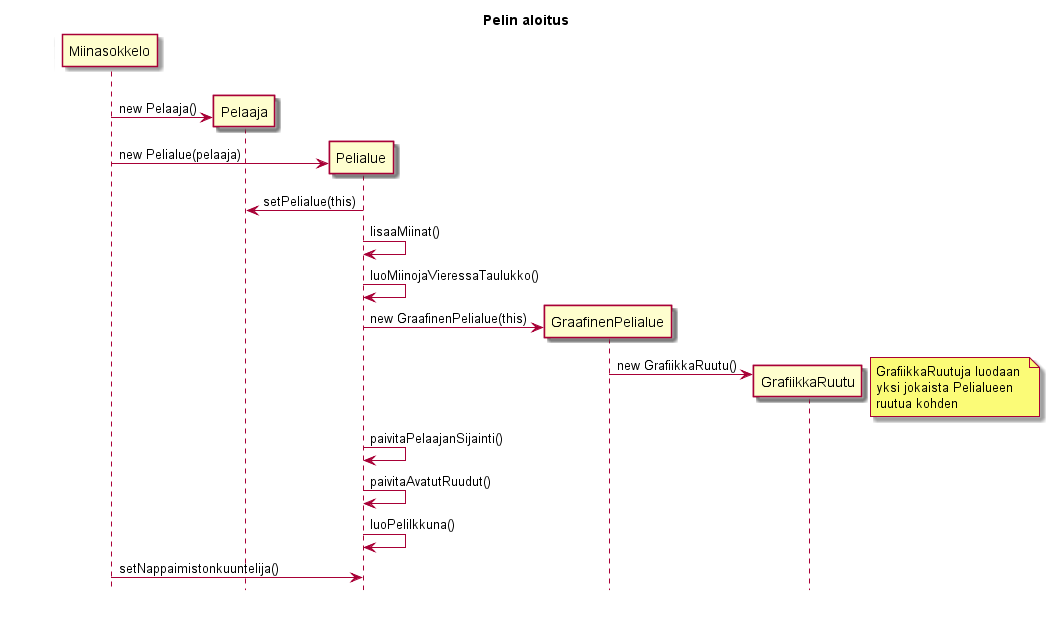 Pelin aloitus
Miinasokkelo
new Pelaaja()
Pelaaja
new Pelialue(pelaaja)
Pelialue
setPelialue(this)
lisaaMiinat()
luoMiinojaVieressaTaulukko()
new GraafinenPelialue(this)
GraafinenPelialue
new GrafiikkaRuutu()
GrafiikkaRuutu
GrafiikkaRuutuja luodaan
yksi jokaista Pelialueen
ruutua kohden
paivitaPelaajanSijainti()
paivitaAvatutRuudut()
luoPeliIkkuna()
setNappaimistonkuuntelija()